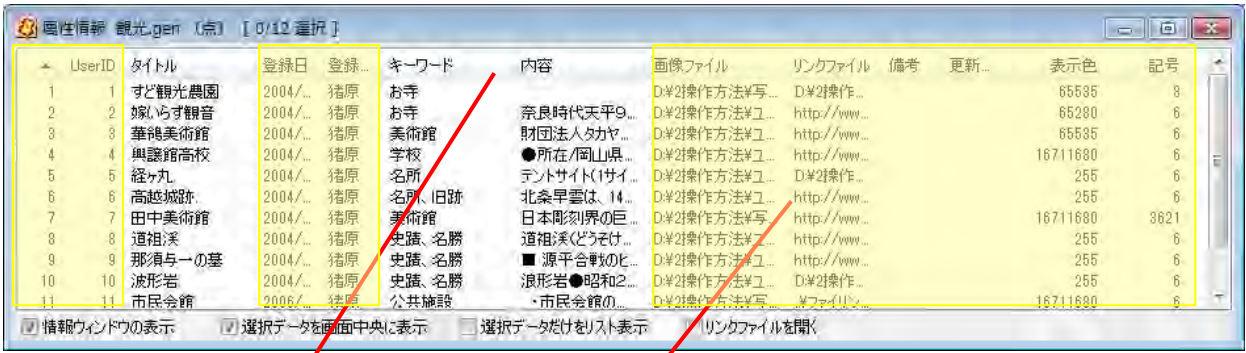 属性情報 観光.gen （点） [ 0/12 選択 ]
UserID タイトル 登録日 登録... キーワード 内容 画像ファイル リンクファイル 備考 更新... 表示色 記号
1 1 すど観光農園 2004/... 猪原 お寺 D:¥2操作方法¥写... D:¥2操作... 65535 8
2 2 嫁いらず観音 2004/... 猪原 お寺 奈良時代天平9... D:¥2操作方法¥ユ... http://www... 65280 6
3 3 華鴒美術館 2004/... 猪原 美術館 財団法人タカヤ... D:¥2操作方法¥ユ... http://www... 65535 6
4 4 興譲館高校 2004/... 猪原 学校 ●所在/岡山県... D:¥2操作方法¥ユ... http://www... 16711680 6
5 5 経ヶ丸 2004/... 猪原 名所 テントサイト(1サイ... D:¥2操作方法¥ユ... D:¥2操作... 255 6
6 6 高越城跡 2004/... 猪原 名所、旧跡 北条早雲は、14... D:¥2操作方法¥ユ... http://www... 255 6
7 7 田中美術館 2004/... 猪原 美術館 日本彫刻界の巨... D:¥2操作方法¥写... http://www... 16711680 3621
8 8 道祖渓 2004/... 猪原 史蹟、名勝 道祖渓(どうそけ... D:¥2操作方法¥ユ... http://www... 255 6
9 9 那須与一の墓 2004/... 猪原 史蹟、名勝 ■ 源平合戦のヒ... D:¥2操作方法¥ユ... http://www... 255 6
10 10 波形岩 2004/... 猪原 史蹟、名勝 浪形岩●昭和2... D:¥2操作方法¥ユ... D:¥2操作... 255 6
11 11 市民会館 2006/... 猪原 公共施設 ・市民会館の... D:¥2操作方法¥写... .¥ファイリン... 16711680 6
情報ウィンドウの表示 選択データを画面中央に表示 選択データだけをリスト表示 リンクファイルを開く